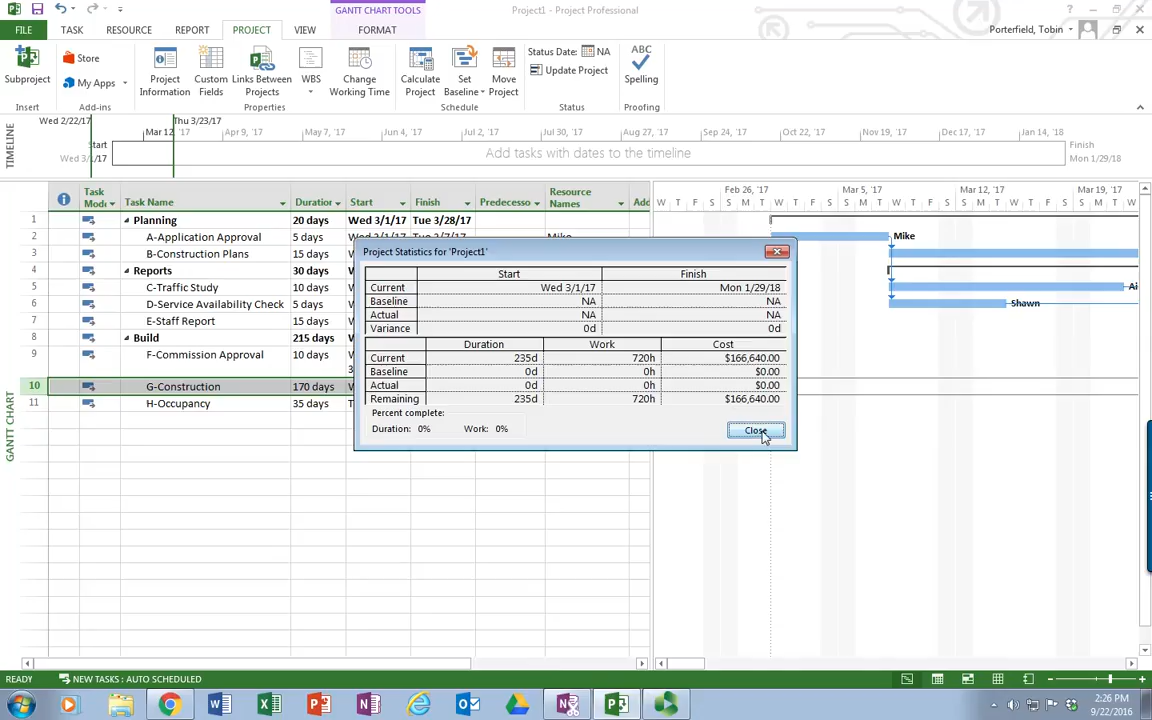 GANTT CHART TOOLS
Project1 - Project Professional
FILE TASK RESOURCE REPORT PROJECT VIEW FORMAT
Porterfield, Tobin
Subproject
Store
My Apps
Project Information
Custom Fields
Links Between Projects
WBS
Change Working Time
Calculate Project
Set Baseline
Move Project
Status Date: NA
Update Project
ABC
Spelling
Insert Add-ins Properties Schedule Status Proofing
TIMELINE
Wed 2/22/17 Thu 3/23/17
Mar 12 '17 Apr 9, '17 May 7, '17 Jun 4, '17 Jul 2, '17 Jul 30, '17 Aug 27, '17 Sep 24, '17 Oct 22, '17 Nov 19, '17 Dec 17, '17 Jan 14, '18
Start
Wed 3/1/17
Add tasks with dates to the timeline
Finish
Mon 1/29/18
Task Mode Task Name Duration Start Finish Predecesso Resource Names Add
Feb 26, '17 Mar 5, '17 Mar 12, '17 Mar 19, '17
W T F S S M T W T F S S M T W T F S S M T W T F S S M T W
1 Planning 20 days Wed 3/1/17 Tue 3/28/17
2 A-Application Approval 5 days Mike
3 B-Construction Plans 15 days
4 Reports 30 days
5 C-Traffic Study 10 days
6 D-Service Availability Check 6 days
7 E-Staff Report 15 days
8 Build 215 days
9 F-Commission Approval 10 days
10 G-Construction 170 days
11 H-Occupancy 35 days
Mike
Shawn
GANTT CHART
Project Statistics for 'Project1'
Start Finish
Current Wed 3/1/17 Mon 1/29/18
Baseline NA NA
Actual NA NA
Variance 0d 0d
Duration Work Cost
Current 235d 720h $166,640.00
Baseline 0d 0h $0.00
Actual 0d 0h $0.00
Remaining 235d 720h $166,640.00
Percent complete:
Duration: 0% Work: 0%
Close
READY NEW TASKS : AUTO SCHEDULED
2:26 PM
9/22/2016